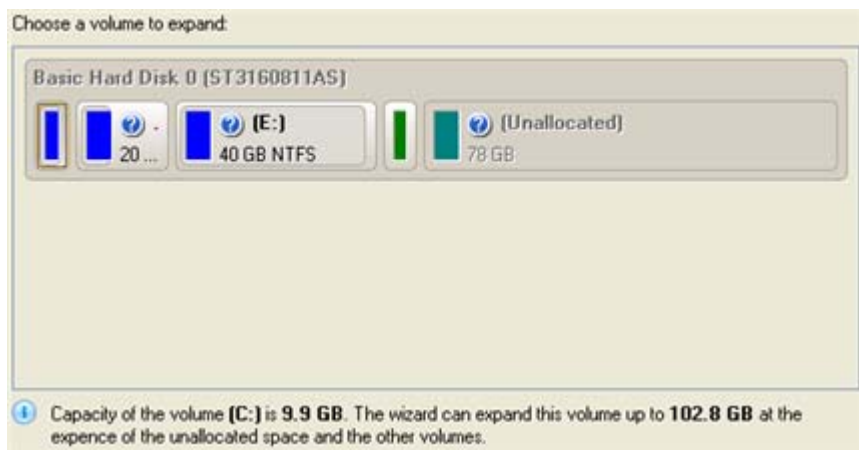 Choose a volume to expand:
Basic Hard Disk 0 (ST3160811AS)
. (E:) (Unallocated)
20 ... 40 GB NTFS 78 GB
Capacity of the volume (C:) is 9.9 GB. The wizard can expand this volume up to 102.8 GB at the
expence of the unallocated space and the other volumes.